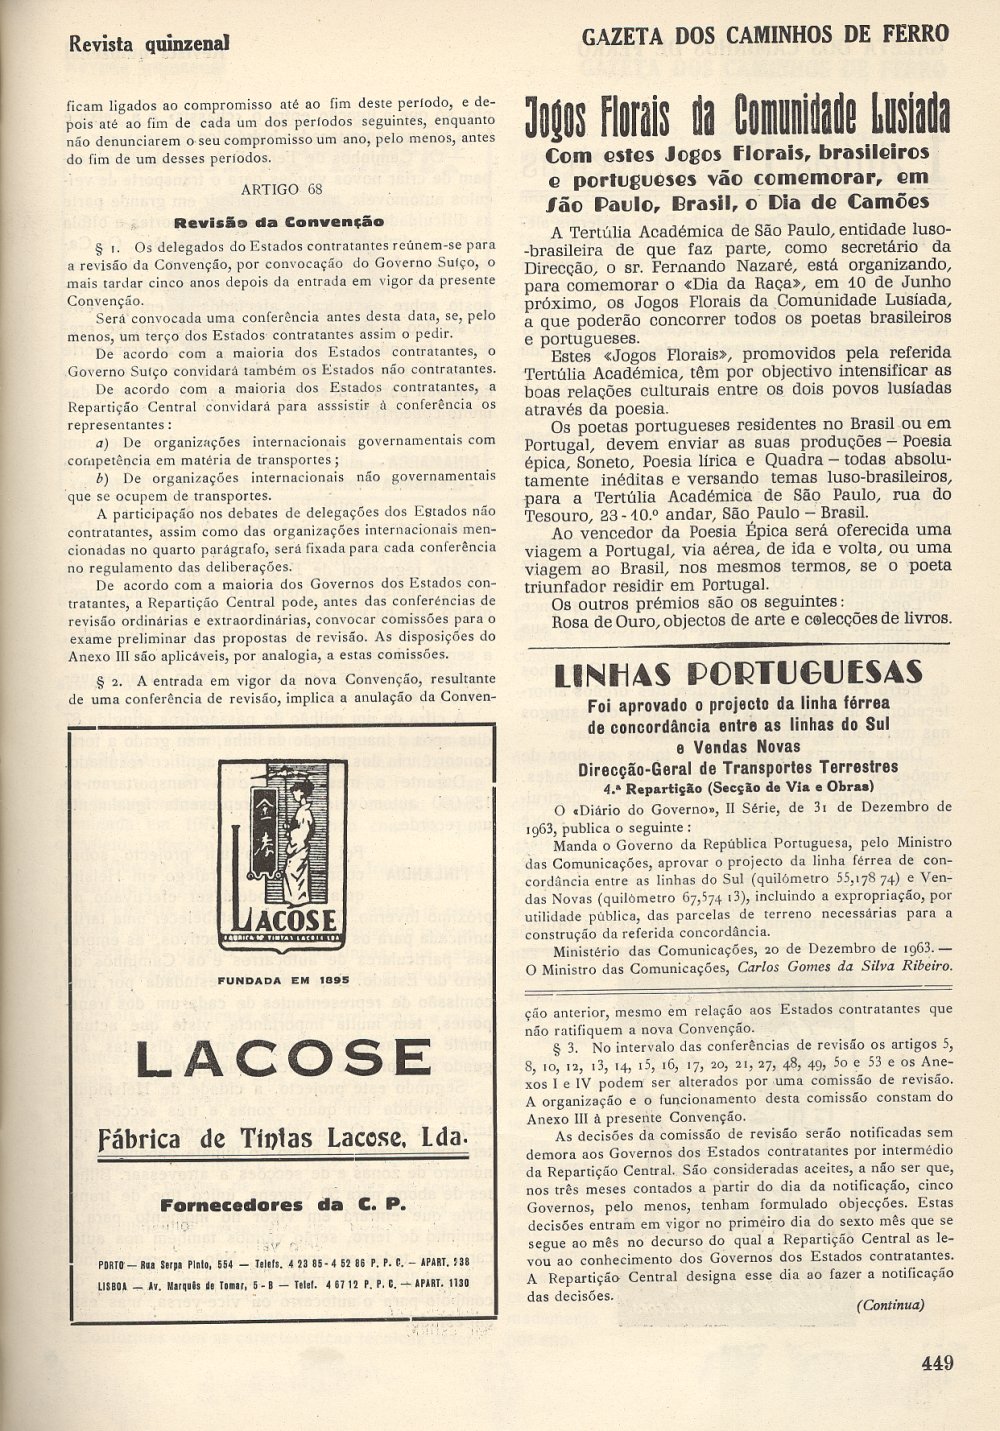 Revista quinzenal
GAZETA DOS CAMINHOS DE FERRO
ficam ligados ao compromisso até ao fim deste período, e de-
pois até ao fim de cada um dos períodos seguintes, enquanto
não denunciarem o seu compromisso um ano, pelo menos, antes
do fim de um desses períodos.
ARTIGO 68
Revisão da Convenção
§ 1. Os delegados do Estados contratantes reúnem-se para
a revisão da Convenção, por convocação do Governo Suíço, o
mais tardar cinco anos depois da entrada em vigor da presente
Convenção.
Será convocada uma conferência antes desta data, se, pelo
menos, um terço dos Estados contratantes assim o pedir.
De acordo com a maioria dos Estados contratantes, o
Governo Suíço convidará também os Estados não contratantes.
De acordo com a maioria dos Estados contratantes, a
Repartição Central convidará para asssistir à conferência os
representantes :
a) De organizações internacionais governamentais com
competência em matéria de transportes ;
b) De organizações internacionais não governamentais
que se ocupem de transportes.
A participação nos debates de delegações dos Estados não
contratantes, assim como das organizações internacionais men-
cionadas no quarto parágrafo, será fixada para cada conferência
no regulamento das deliberações.
De acordo com a maioria dos Governos dos Estados con-
tratantes, a Repartição Central pode, antes das conferências de
revisão ordinárias e extraordinárias, convocar comissões para o
exame preliminar das propostas de revisão. As disposições do
Anexo III são aplicáveis, por analogia, a estas comissões.
§ 2. A entrada em vigor da nova Convenção, resultante
de uma conferência de revisão, implica a anulação da Conven-
金泰
LACOSE
FÁBRICA DE TINTAS LACOSE LDA
FUNDADA EM 1895
LACOSE
Fábrica de Tintas Lacose, Lda.
Fornecedores da C. P.
PORTO — Rua Serpa Pinto, 554 — Telefs. 4 23 85 - 4 52 86 P. P. C. — APART. 238
LISBOA — Av. Marquês de Tomar, 5 - B — Telef. 4 67 12 P. P. C. — APART. 1130
Jogos Florais da Comunidade Lusíada
Com estes Jogos Florais, brasileiros
e portugueses vão comemorar, em
São Paulo, Brasil, o Dia de Camões
A Tertúlia Académica de São Paulo, entidade luso-
-brasileira de que faz parte, como secretário da
Direcção, o sr. Fernando Nazaré, está organizando,
para comemorar o «Dia da Raça», em 10 de Junho
próximo, os Jogos Florais da Comunidade Lusíada,
a que poderão concorrer todos os poetas brasileiros
e portugueses.
Estes «Jogos Florais», promovidos pela referida
Tertúlia Académica, têm por objectivo intensificar as
boas relações culturais entre os dois povos lusíadas
através da poesia.
Os poetas portugueses residentes no Brasil ou em
Portugal, devem enviar as suas produções — Poesia
épica, Soneto, Poesia lírica e Quadra — todas absolu-
tamente inéditas e versando temas luso-brasileiros,
para a Tertúlia Académica de São Paulo, rua do
Tesouro, 23 - 10.º andar, São Paulo — Brasil.
Ao vencedor da Poesia Épica será oferecida uma
viagem a Portugal, via aérea, de ida e volta, ou uma
viagem ao Brasil, nos mesmos termos, se o poeta
triunfador residir em Portugal.
Os outros prémios são os seguintes :
Rosa de Ouro, objectos de arte e colecções de livros.
LINHAS PORTUGUESAS
Foi aprovado o projecto da linha férrea
de concordância entre as linhas do Sul
e Vendas Novas
Direcção-Geral de Transportes Terrestres
4.ª Repartição (Secção de Via e Obras)
O «Diário do Governo», II Série, de 31 de Dezembro de
1963, publica o seguinte :
Manda o Governo da República Portuguesa, pelo Ministro
das Comunicações, aprovar o projecto da linha férrea de con-
cordância entre as linhas do Sul (quilómetro 55,178 74) e Ven-
das Novas (quilómetro 67,574 13), incluindo a expropriação, por
utilidade pública, das parcelas de terreno necessárias para a
construção da referida concordância.
Ministério das Comunicações, 20 de Dezembro de 1963. —
O Ministro das Comunicações, Carlos Gomes da Silva Ribeiro.
ção anterior, mesmo em relação aos Estados contratantes que
não ratifiquem a nova Convenção.
§ 3. No intervalo das conferências de revisão os artigos 5,
8, 10, 12, 13, 14, 15, 16, 17, 20, 21, 27, 48, 49, 50 e 53 e os Ane-
xos I e IV podem ser alterados por uma comissão de revisão.
A organização e o funcionamento desta comissão constam do
Anexo III à presente Convenção.
As decisões da comissão de revisão serão notificadas sem
demora aos Governos dos Estados contratantes por intermédio
da Repartição Central. São consideradas aceites, a não ser que,
nos três meses contados a partir do dia da notificação, cinco
Governos, pelo menos, tenham formulado objecções. Estas
decisões entram em vigor no primeiro dia do sexto mês que se
segue ao mês no decurso do qual a Repartição Central as le-
vou ao conhecimento dos Governos dos Estados contratantes.
A Repartição Central designa esse dia ao fazer a notificação
das decisões.
(Continua)
449